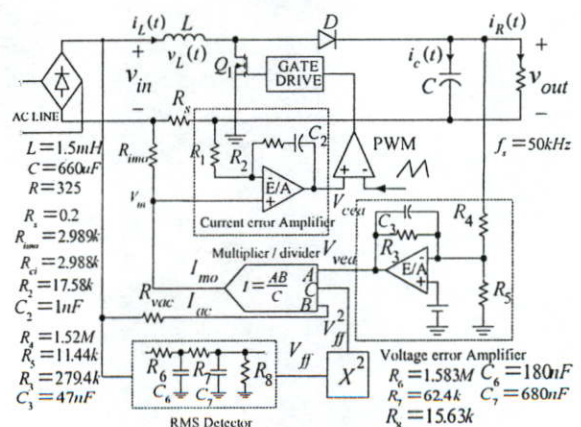 i_L(t) L D i_R(t)
+ v_L(t) i_c(t) +
v_in Q_1 GATE DRIVE C v_out
AC LINE - R_s -
L=1.5mH
C=660uF
R=325
R_imo R_1 R_2 C_2 PWM f_s=50kHz
E/A + -
V_m V_cea
Current error Amplifier
R_s=0.2
R_imo=2.989k
R_ci=2.988k
R_2=17.58k
C_2=1nF
R_4=1.52M
R_5=11.44k
R_3=279.4k
C_3=47nF
Multiplier / divider V_vea
C_3 R_3 E/A R_4 R_5
I_mo I=AB/C A C B
R_vac I_ac V_ff^2
V_ff X^2
R_6 R_7 R_8
C_6 C_7
RMS Detector
Voltage error Amplifier
R_6=1.583M C_6=180nF
R_7=62.4k C_7=680nF
R_8=15.63k